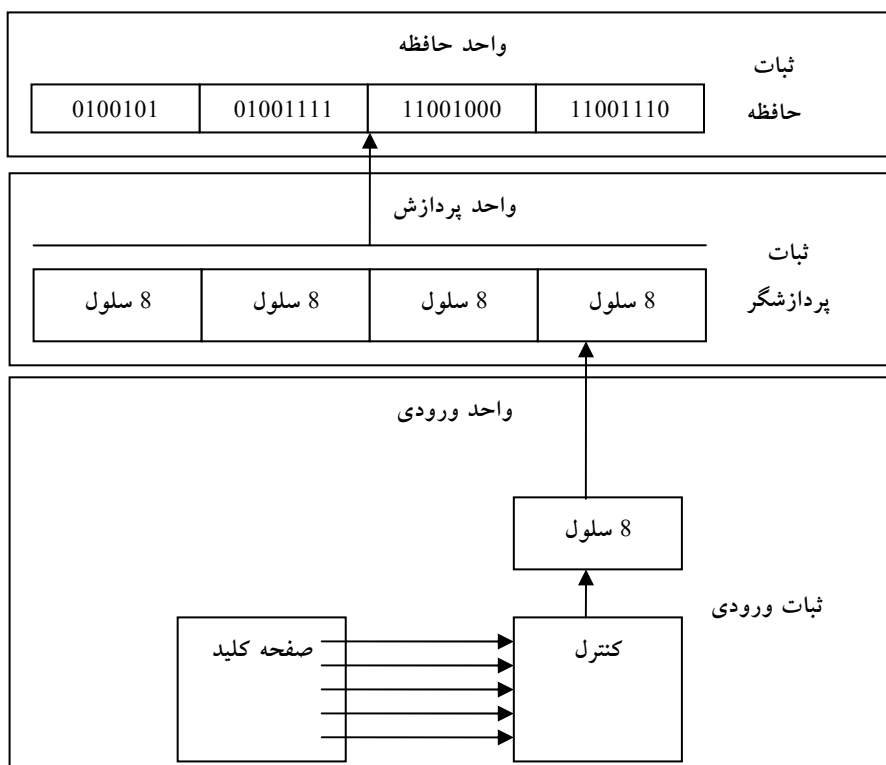 واحد حافظه
ثبات
حافظه
0100101 01001111 11001000 11001110
واحد پردازش
ثبات
پردازشگر
8 سلول 8 سلول 8 سلول 8 سلول
واحد ورودی
8 سلول
ثبات ورودی
صفحه کلید کنترل